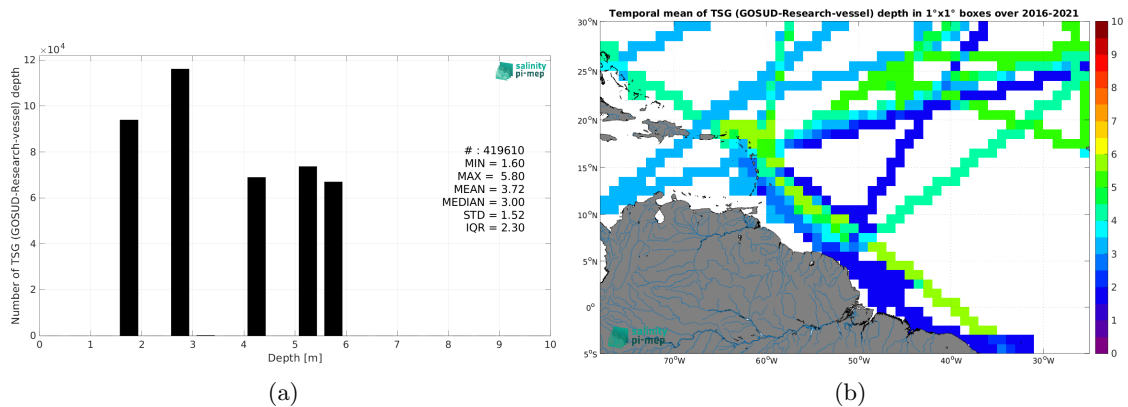 ×10⁴
12
10
8
6
4
2
0
Number of TSG (GOSUD-Research-vessel) depth
0 1 2 3 4 5 6 7 8 9 10
Depth [m]
salinity
pi-mep
# : 419610
MIN = 1.60
MAX = 5.80
MEAN = 3.72
MEDIAN = 3.00
STD = 1.52
IQR = 2.30
(a)
Temporal mean of TSG (GOSUD-Research-vessel) depth in 1°x1° boxes over 2016-2021
30°N
25°N
20°N
15°N
10°N
5°N
0°
5°S
70°W 60°W 50°W 40°W 30°W
salinity
pi-mep
10
9
8
7
6
5
4
3
2
1
0
(b)